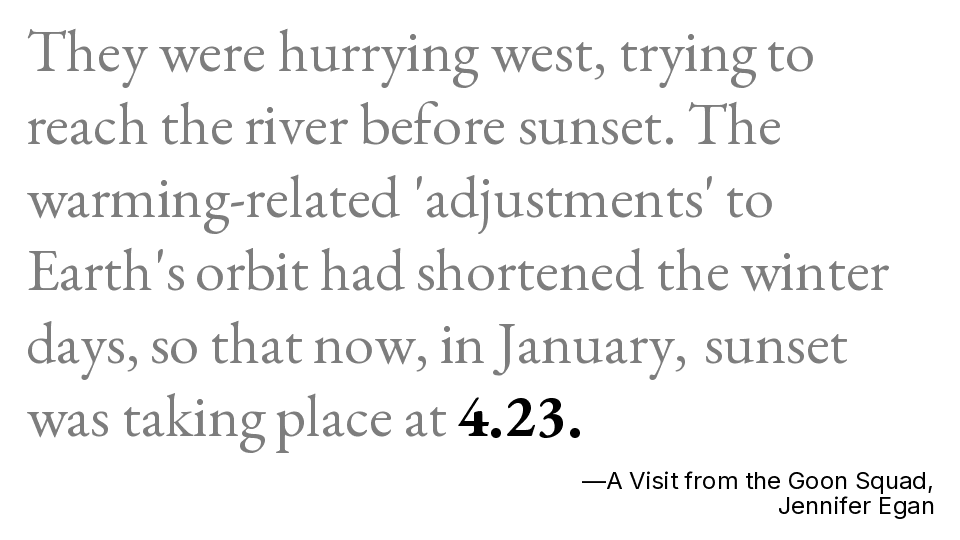 They were hurrying west, trying to
reach the river before sunset. The
warming-related 'adjustments' to
Earth's orbit had shortened the winter
days, so that now, in January, sunset
was taking place at 4.23.
—A Visit from the Goon Squad,
Jennifer Egan